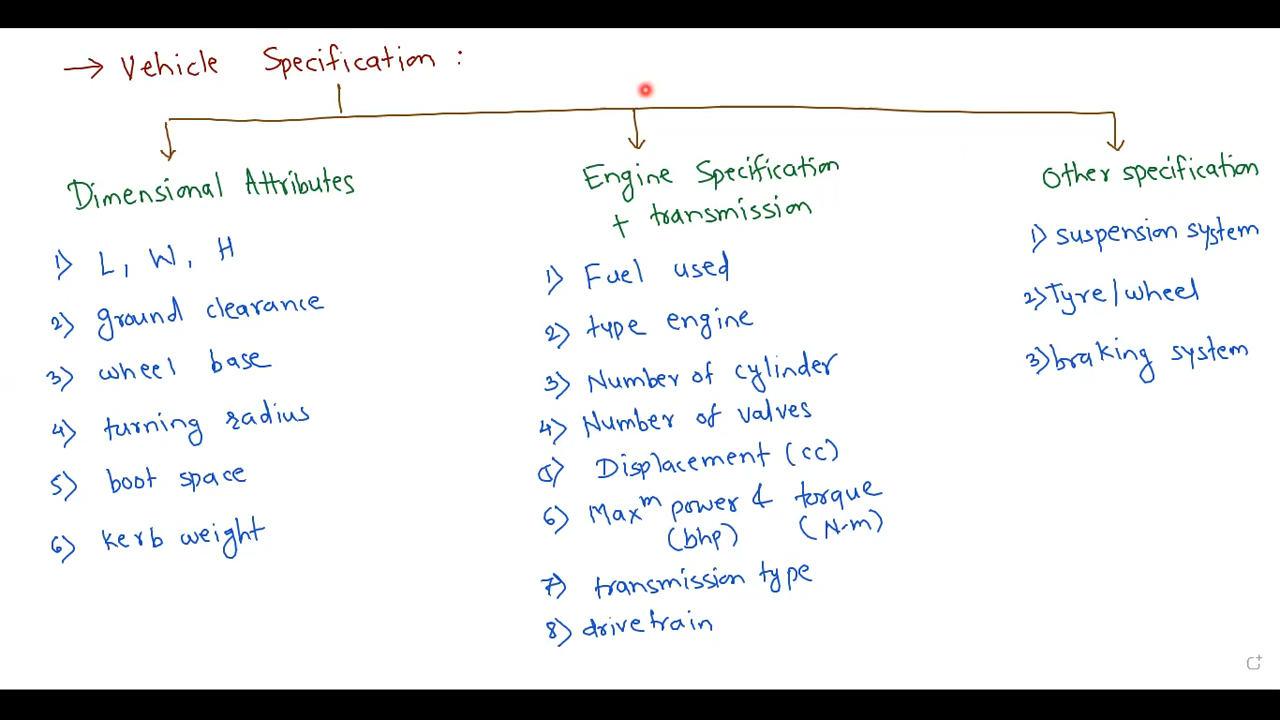 → Vehicle Specification :
Dimensional Attributes
1) L, W, H
2) ground clearance
3) wheel base
4) turning radius
5) boot space
6) kerb weight
Engine Specification
+ transmission
1) Fuel used
2) type engine
3) Number of cylinder
4) Number of valves
5) Displacement (cc)
6) Maxᵐ power & torque
(bhp) (N-m)
7) transmission type
8) drivetrain
Other specification
1) suspension system
2) Tyre/wheel
3) braking system